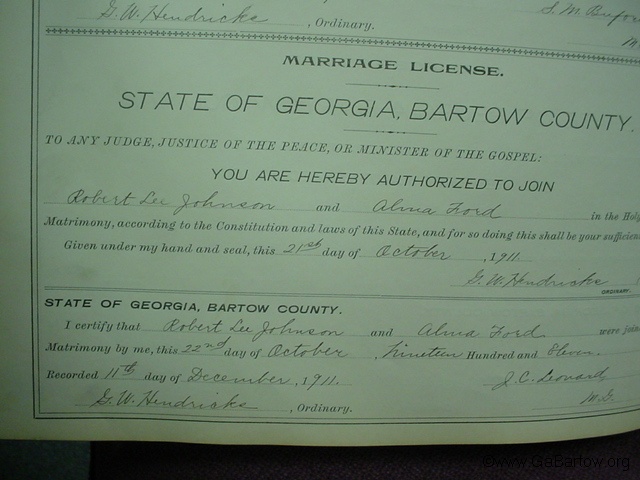 G. W. Hendricks , Ordinary.
MARRIAGE LICENSE.
STATE OF GEORGIA, BARTOW COUNTY.
TO ANY JUDGE, JUSTICE OF THE PEACE, OR MINISTER OF THE GOSPEL:
YOU ARE HEREBY AUTHORIZED TO JOIN
Robert Lee Johnson and Alma Ford in the Holy
Matrimony, according to the Constitution and laws of this State, and for so doing this shall be your sufficien
Given under my hand and seal, this 21st day of October , 1911.
G. W. Hendricks
ORDINARY.
STATE OF GEORGIA, BARTOW COUNTY.
I certify that Robert Lee Johnson and Alma Ford were join
Matrimony by me, this 22nd day of October , Nineteen Hundred and Eleven.
Recorded 11th day of December , 1911. J. C. Leonard
G. W. Hendricks , Ordinary. M.G.
©www.GaBartow.org